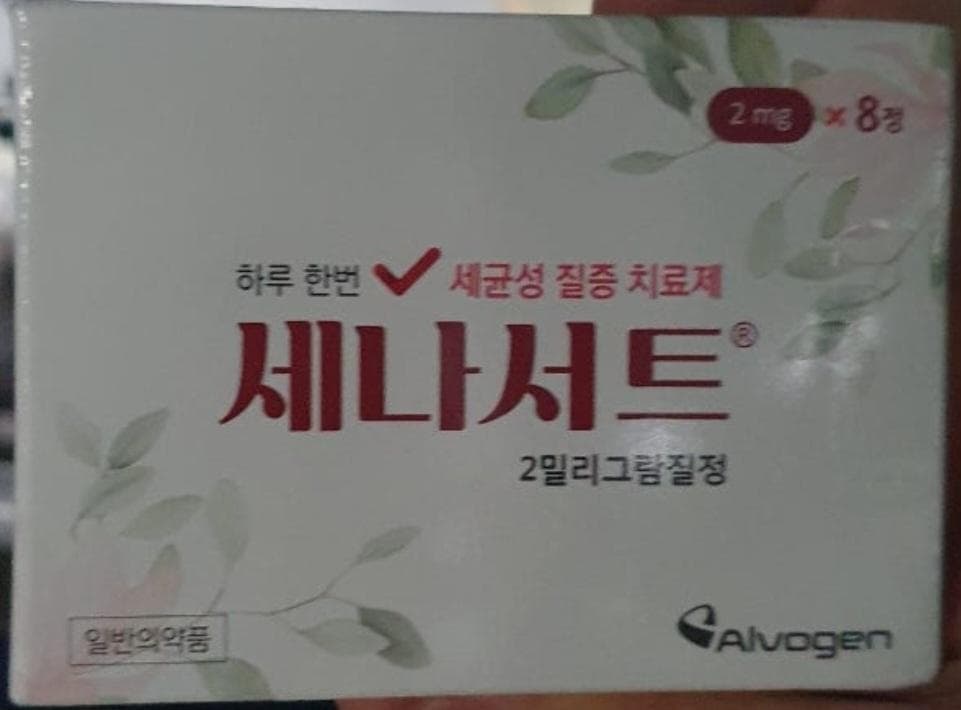 2 mg × 8정
하루 한번 ✔ 세균성 질증 치료제
세나서트®
2밀리그람질정
일반의약품
Alvogen